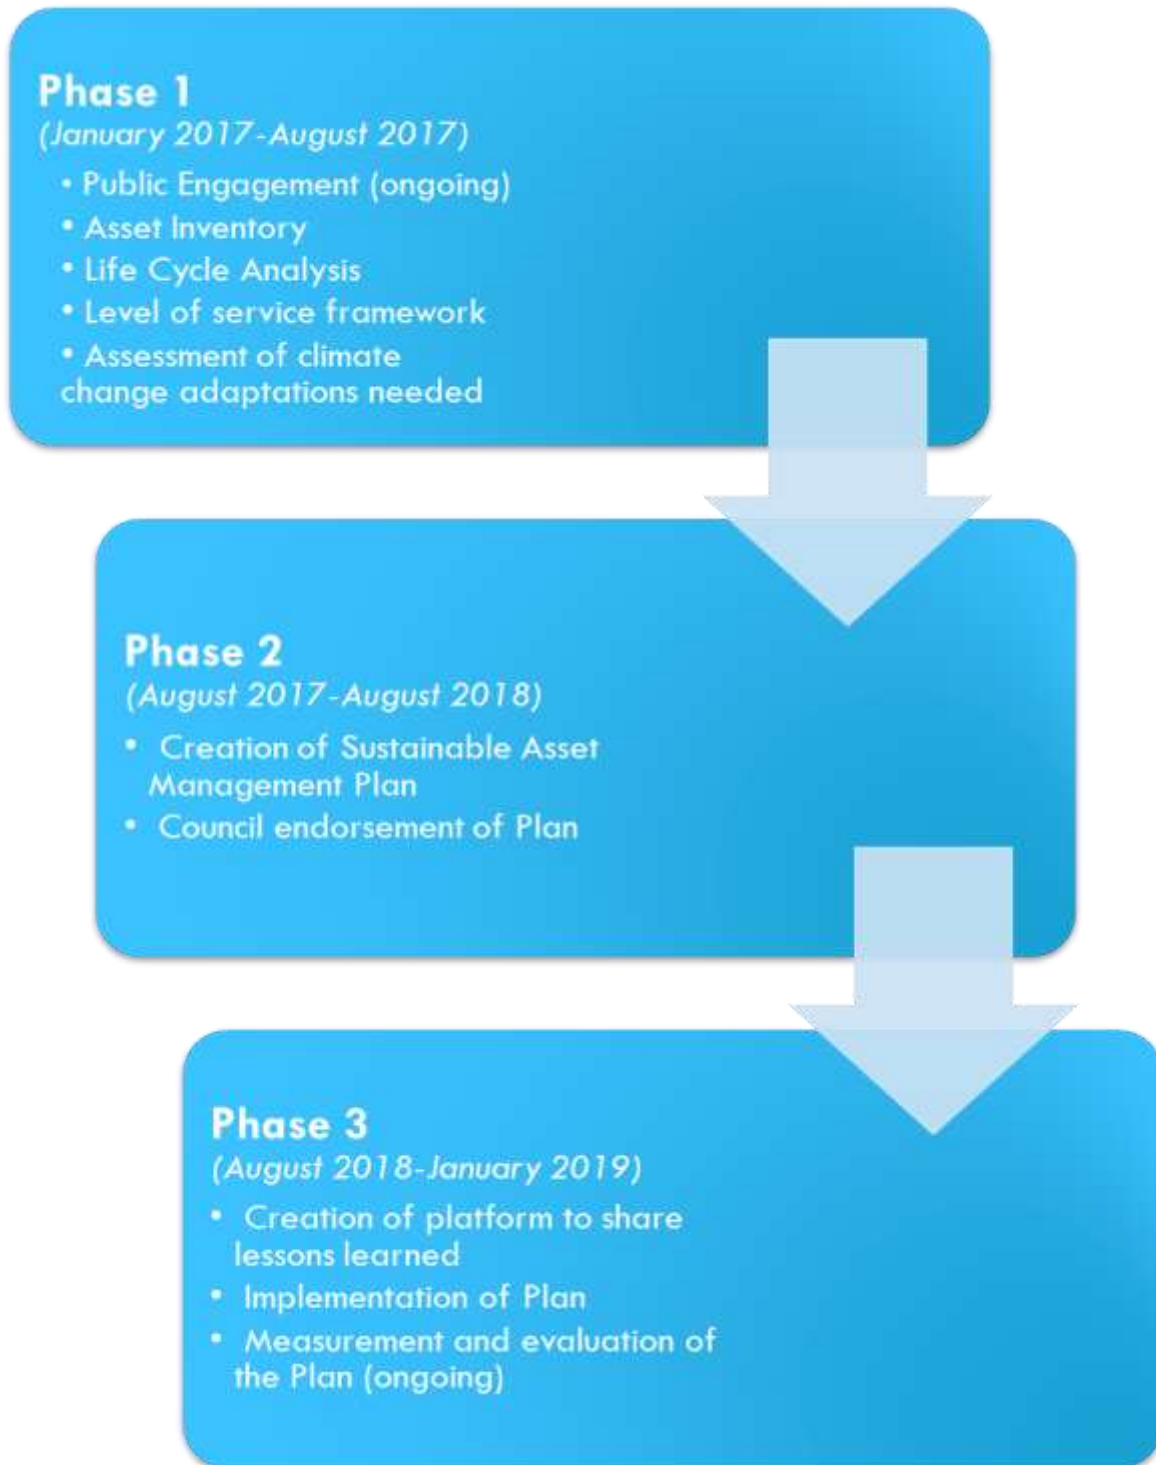 Phase 1
(January 2017-August 2017)
• Public Engagement (ongoing)
• Asset Inventory
• Life Cycle Analysis
• Level of service framework
• Assessment of climate
change adaptations needed
Phase 2
(August 2017-August 2018)
• Creation of Sustainable Asset
Management Plan
• Council endorsement of Plan
Phase 3
(August 2018-January 2019)
• Creation of platform to share
lessons learned
• Implementation of Plan
• Measurement and evaluation of
the Plan (ongoing)